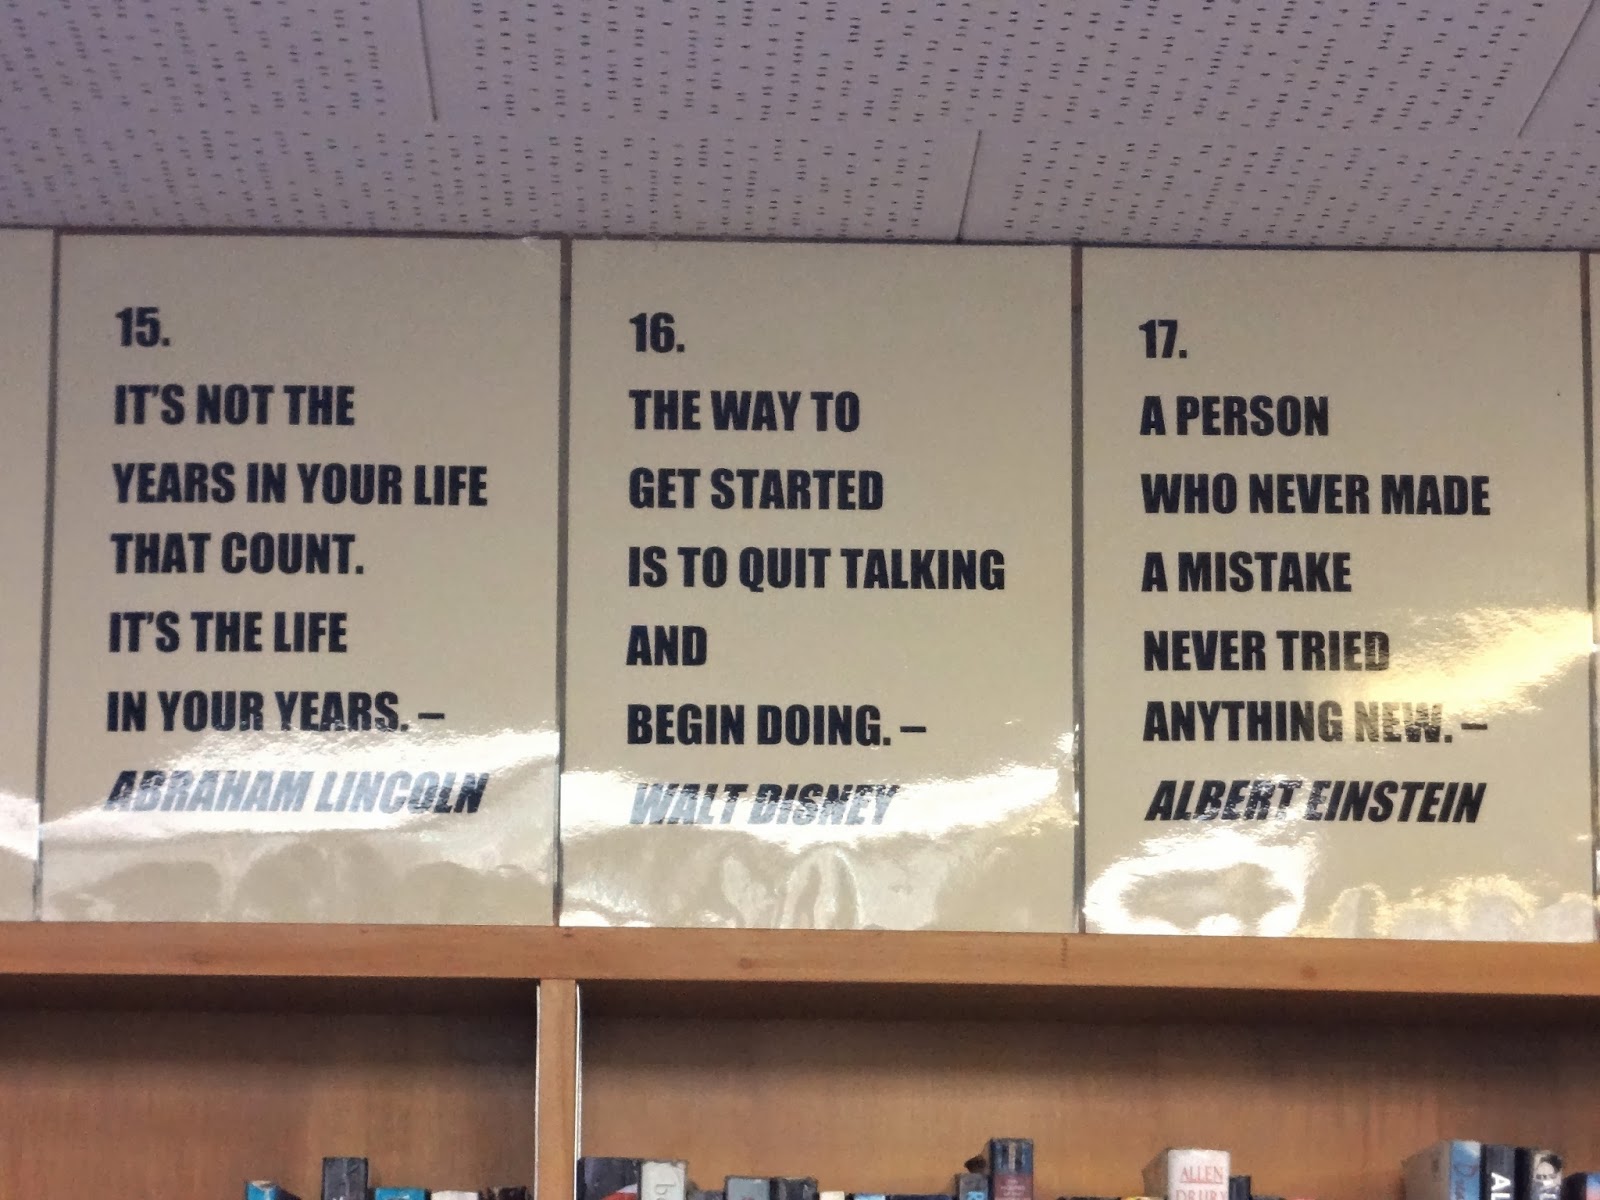 15.
IT'S NOT THE
YEARS IN YOUR LIFE
THAT COUNT.
IT'S THE LIFE
IN YOUR YEARS. –
ABRAHAM LINCOLN
16.
THE WAY TO
GET STARTED
IS TO QUIT TALKING
AND
BEGIN DOING. –
WALT DISNEY
17.
A PERSON
WHO NEVER MADE
A MISTAKE
NEVER TRIED
ANYTHING NEW. –
ALBERT EINSTEIN
ALLEN
DRURY